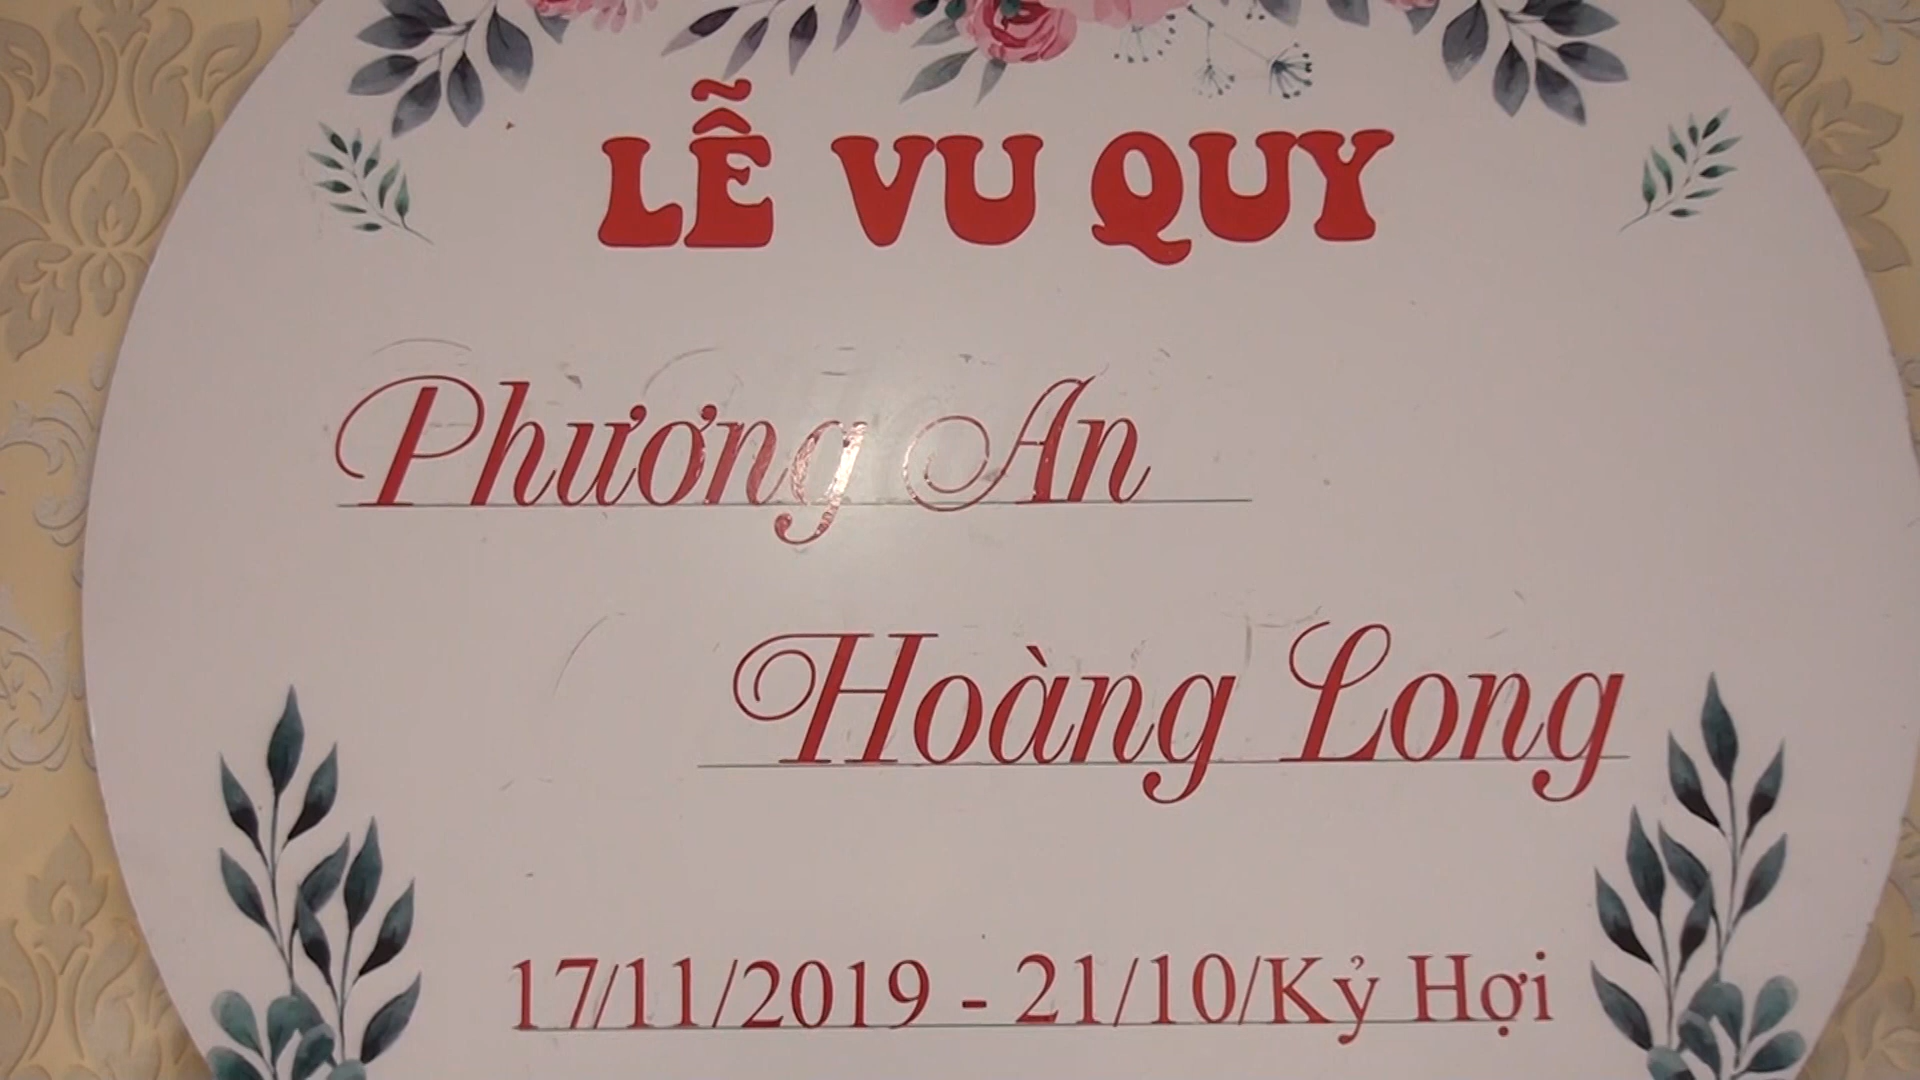 LỄ VU QUY
Phương An
Hoàng Long
17/11/2019 - 21/10/Kỷ Hợi